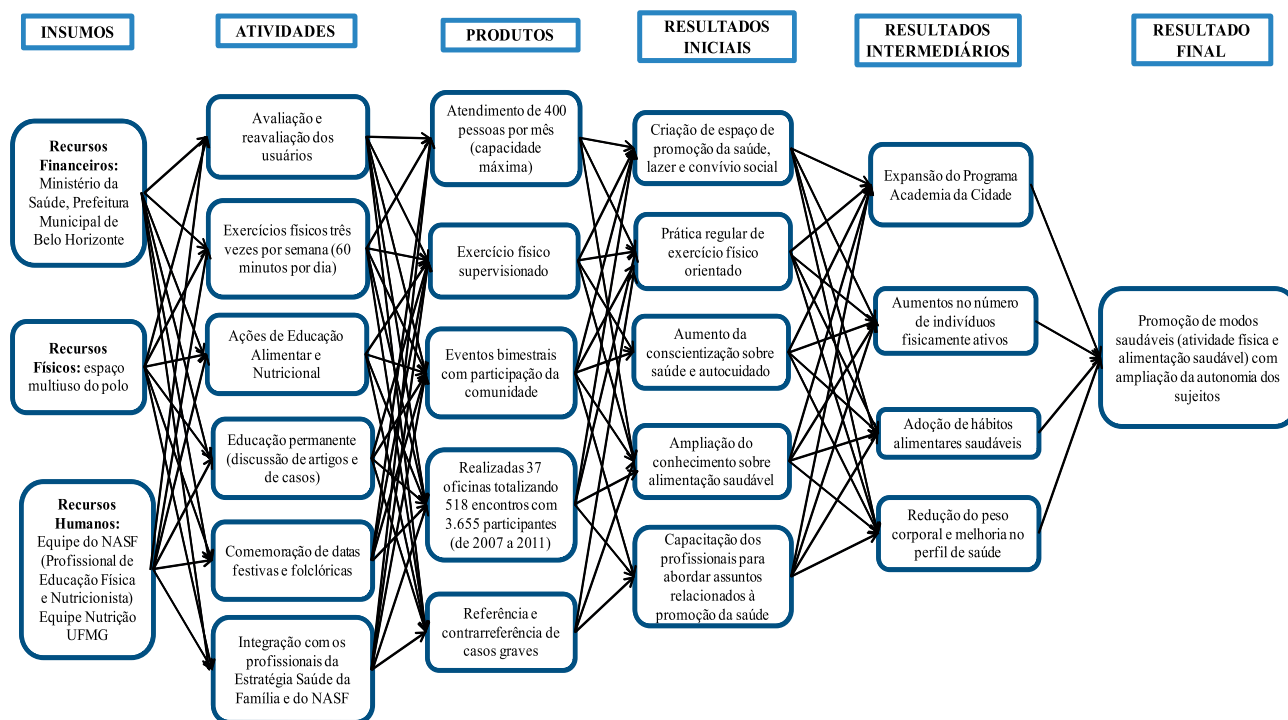 INSUMOS
ATIVIDADES
PRODUTOS
RESULTADOS
INICIAIS
RESULTADOS
INTERMEDIÁRIOS
RESULTADO
FINAL
Recursos
Financeiros:
Ministério da
Saúde, Prefeitura
Municipal de
Belo Horizonte
Recursos
Físicos: espaço
multiuso do polo
Recursos
Humanos:
Equipe do NASF
(Profissional de
Educação Física
e Nutricionista)
Equipe Nutrição
UFMG
Avaliação e
reavaliação dos
usuários
Exercícios físicos três
vezes por semana (60
minutos por dia)
Ações de Educação
Alimentar e
Nutricional
Educação permanente
(discussão de artigos e
de casos)
Comemoração de datas
festivas e folclóricas
Integração com os
profissionais da
Estratégia Saúde da
Família e do NASF
Atendimento de 400
pessoas por mês
(capacidade
máxima)
Exercício físico
supervisionado
Eventos bimestrais
com participação da
comunidade
Realizadas 37
oficinas totalizando
518 encontros com
3.655 participantes
(de 2007 a 2011)
Referência e
contrarreferência de
casos graves
Criação de espaço de
promoção da saúde,
lazer e convívio social
Prática regular de
exercício físico
orientado
Aumento da
conscientização sobre
saúde e autocuidado
Ampliação do
conhecimento sobre
alimentação saudável
Capacitação dos
profissionais para
abordar assuntos
relacionados à
promoção da saúde
Expansão do Programa
Academia da Cidade
Aumentos no número
de indivíduos
fisicamente ativos
Adoção de hábitos
alimentares saudáveis
Redução do peso
corporal e melhoria no
perfil de saúde
Promoção de modos
saudáveis (atividade física e
alimentação saudável) com
ampliação da autonomia dos
sujeitos